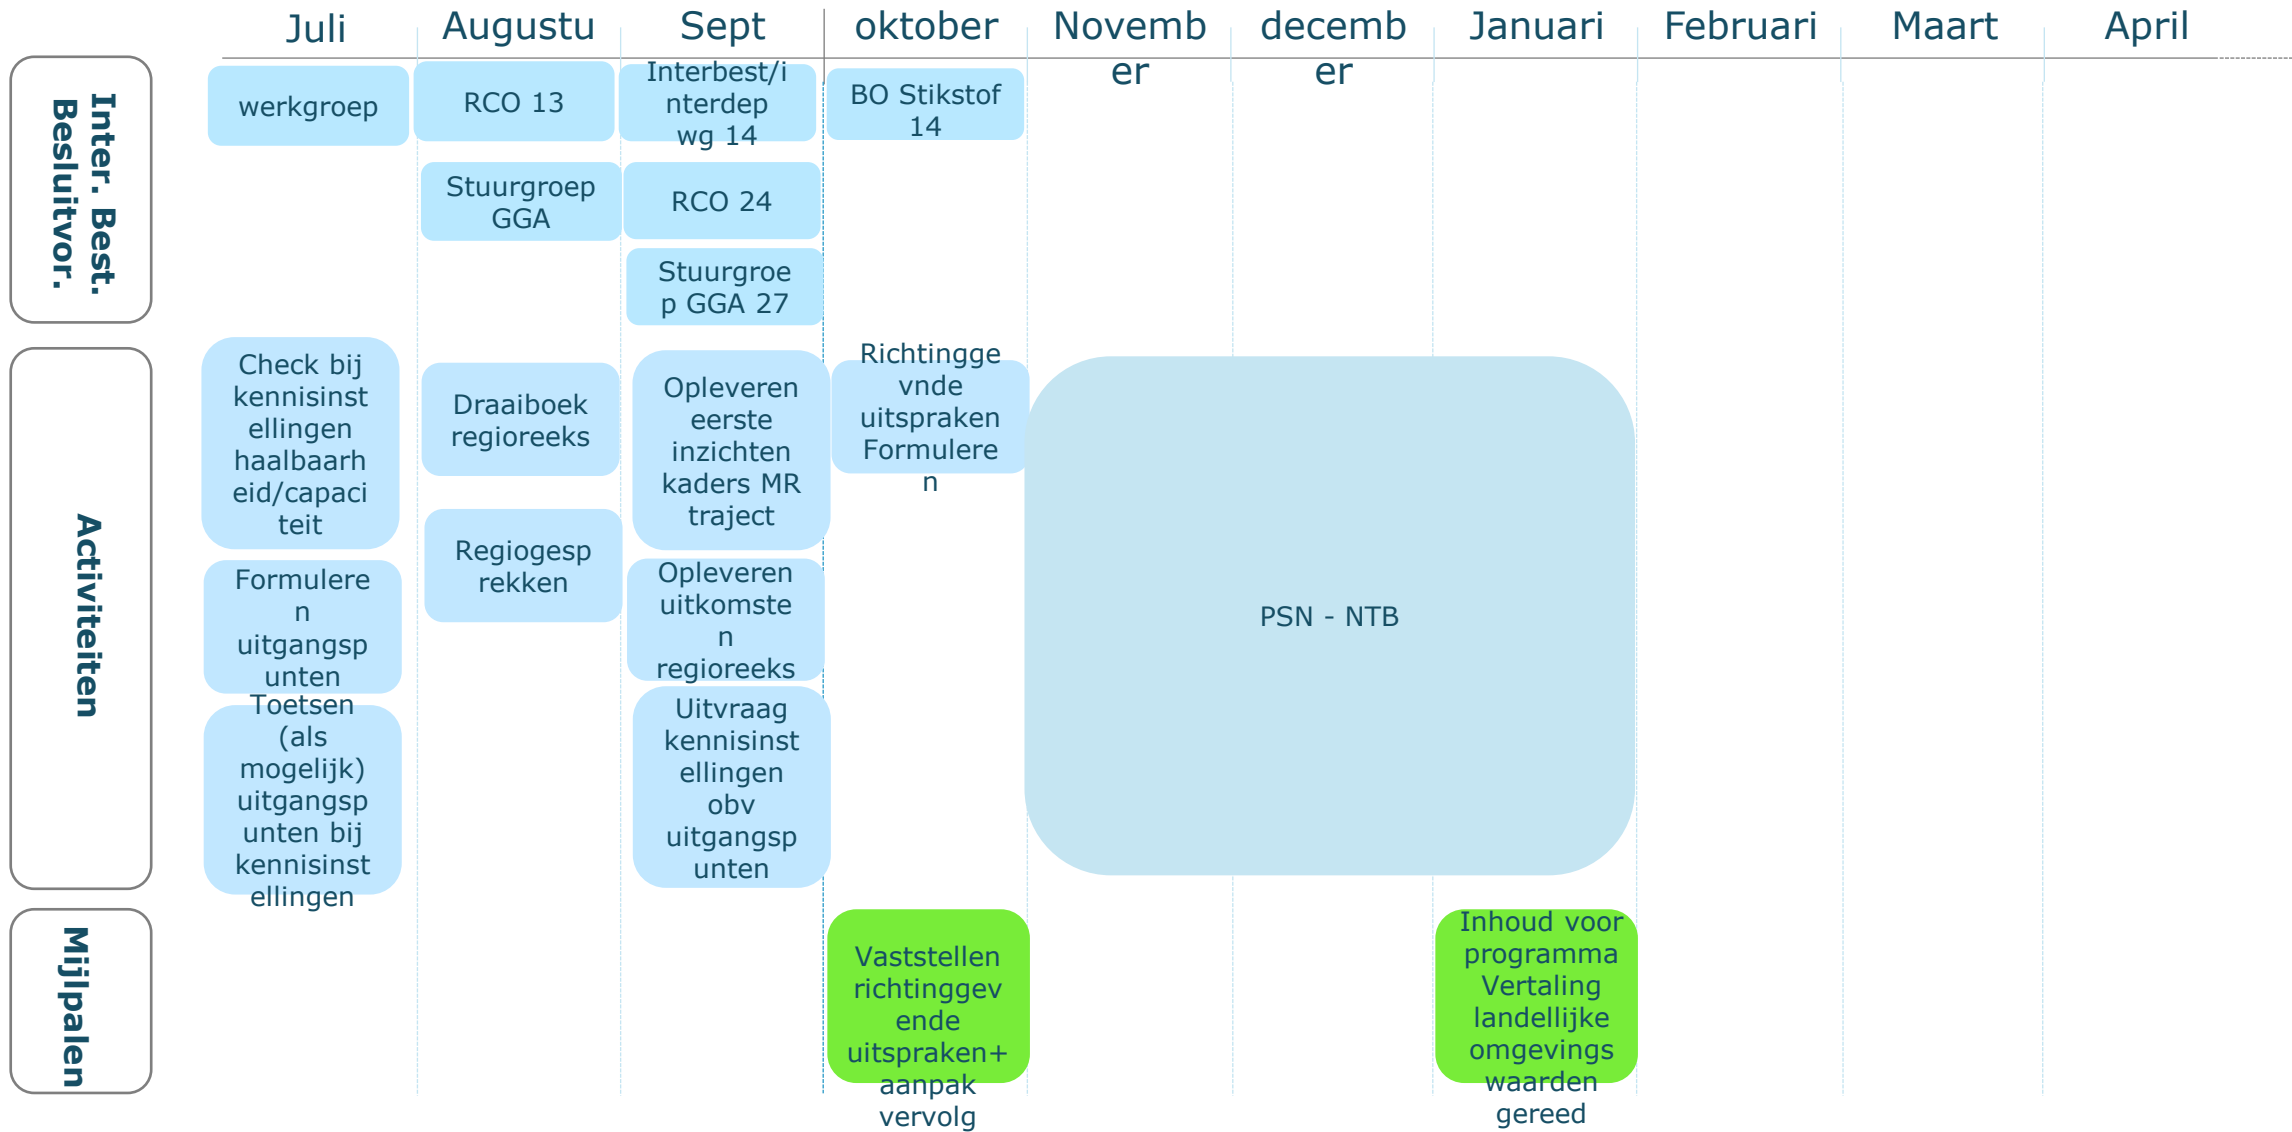 Juli
Augustu
Sept
oktober
Novemb
er
decemb
er
Januari
Februari
Maart
April
Inter. Best.
Besluitvor.
werkgroep
RCO 13
Interbest/i
nterdep
wg 14
BO Stikstof
14
Stuurgroep
GGA
RCO 24
Stuurgroe
p GGA 27
Activiteiten
Check bij
kennisinst
ellingen
haalbaarh
eid/capaci
teit
Draaiboek
regioreeks
Opleveren
eerste
inzichten
kaders MR
traject
Richtingge
vnde
uitspraken
Formulere
n
Regiogesp
rekken
Formulere
n
uitgangsp
unten
Opleveren
uitkomste
n
regioreeks
PSN - NTB
Toetsen
(als
mogelijk)
uitgangsp
unten bij
kennisinst
ellingen
Uitvraag
kennisinst
ellingen
obv
uitgangsp
unten
Mijlpalen
Vaststellen
richtinggev
ende
uitspraken+
aanpak
vervolg
Inhoud voor
programma
Vertaling
landellijke
omgevings
waarden
gereed